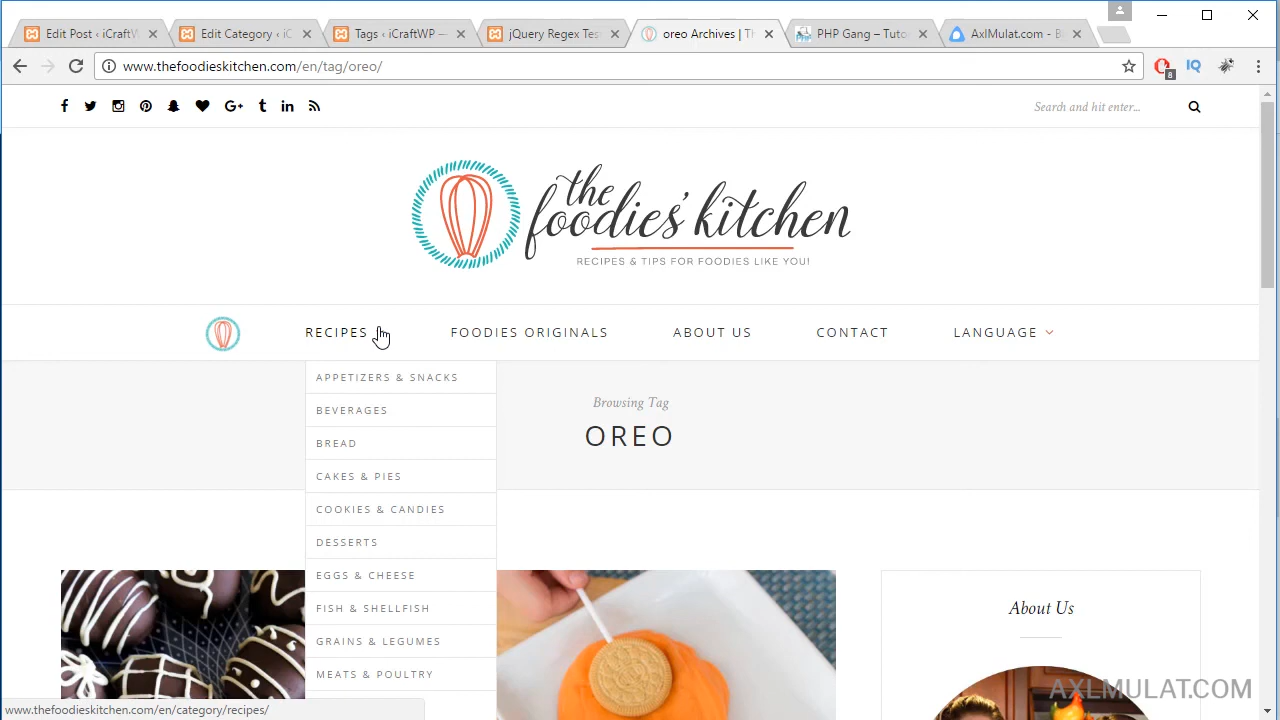 Edit Post ‹ iCraftW
Edit Category ‹ iC
Tags ‹ iCraftWP —
jQuery Regex Test
oreo Archives | Th
PHP Gang – Tuto
AxlMulat.com - B
www.thefoodieskitchen.com/en/tag/oreo/
IQ
8
Search and hit enter...
the
foodies' kitchen
RECIPES & TIPS FOR FOODIES LIKE YOU!
RECIPES
FOODIES ORIGINALS
ABOUT US
CONTACT
LANGUAGE
APPETIZERS & SNACKS
BEVERAGES
BREAD
CAKES & PIES
COOKIES & CANDIES
DESSERTS
EGGS & CHEESE
FISH & SHELLFISH
GRAINS & LEGUMES
MEATS & POULTRY
Browsing Tag
OREO
About Us
www.thefoodieskitchen.com/en/category/recipes/
AXLMULAT.COM